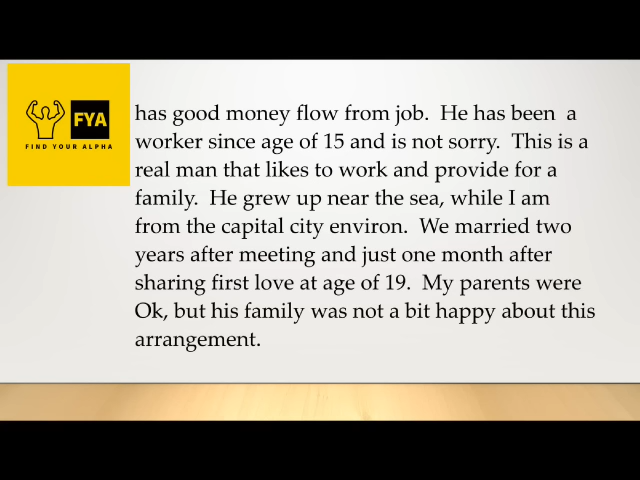 FYA
FIND YOUR ALPHA
has good money flow from job.  He has been  a
worker since age of 15 and is not sorry.  This is a
real man that likes to work and provide for a
family.  He grew up near the sea, while I am
from the capital city environ.  We married two
years after meeting and just one month after
sharing first love at age of 19.  My parents were
Ok, but his family was not a bit happy about this
arrangement.